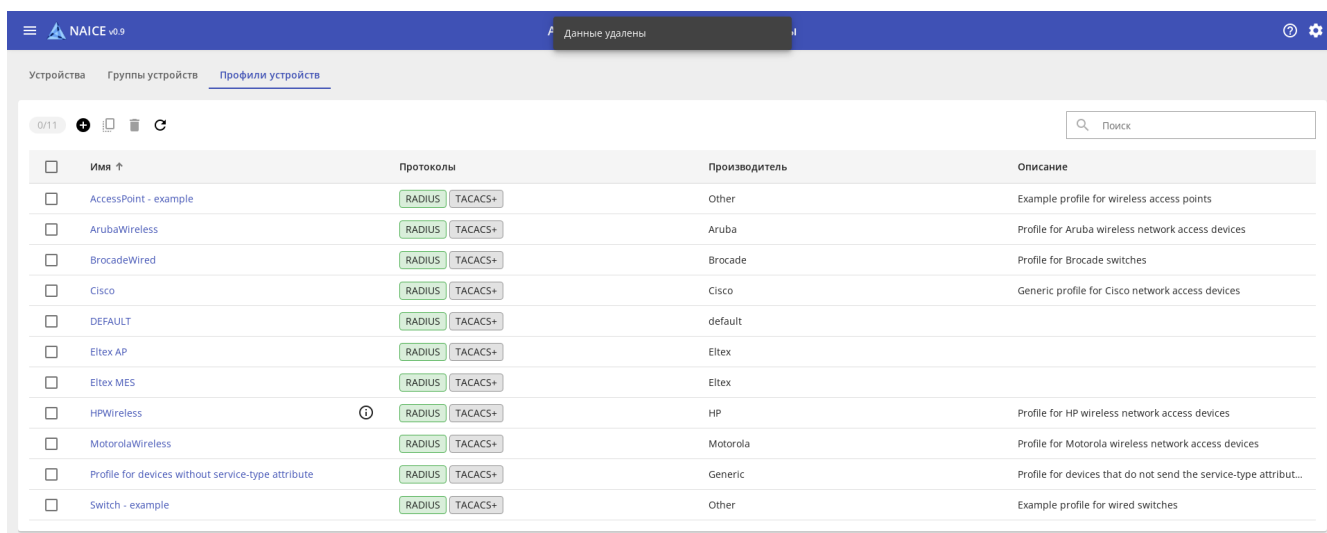 NAICE v0.9
Данные удалены
Устройства Группы устройств Профили устройств
0/11 Поиск
Имя ↑ Протоколы Производитель Описание
AccessPoint - example RADIUS TACACS+ Other Example profile for wireless access points
ArubaWireless RADIUS TACACS+ Aruba Profile for Aruba wireless network access devices
BrocadeWired RADIUS TACACS+ Brocade Profile for Brocade switches
Cisco RADIUS TACACS+ Cisco Generic profile for Cisco network access devices
DEFAULT RADIUS TACACS+ default
Eltex AP RADIUS TACACS+ Eltex
Eltex MES RADIUS TACACS+ Eltex
HPWireless RADIUS TACACS+ HP Profile for HP wireless network access devices
MotorolaWireless RADIUS TACACS+ Motorola Profile for Motorola wireless network access devices
Profile for devices without service-type attribute RADIUS TACACS+ Generic Profile for devices that do not send the service-type attribut...
Switch - example RADIUS TACACS+ Other Example profile for wired switches